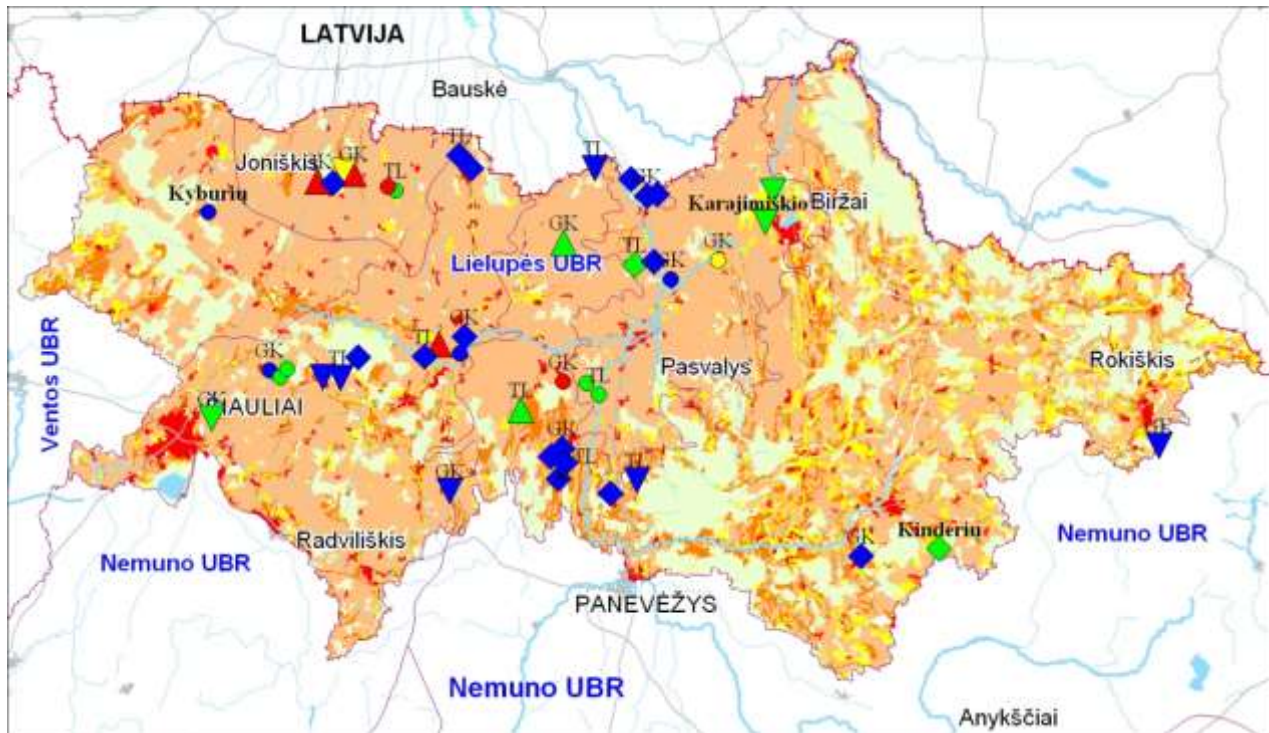 LATVIJA
Bauskė
TL
TL
GK
GK
Joniškis
TL
GK
Kyburių
Karajimiškio
Biržai
GK
TL
GK
GK
Lielupės UBR
Ventos UBR
GK
TL
GK
TL
GK
TL
Pasvalys
Rokiškis
TL
GK
ŠIAULIAI
GK
TL
TL
GK
Radviliškis
Nemuno UBR
Kinderių
GK
Nemuno UBR
PANEVĖŽYS
Nemuno UBR
Anykščiai